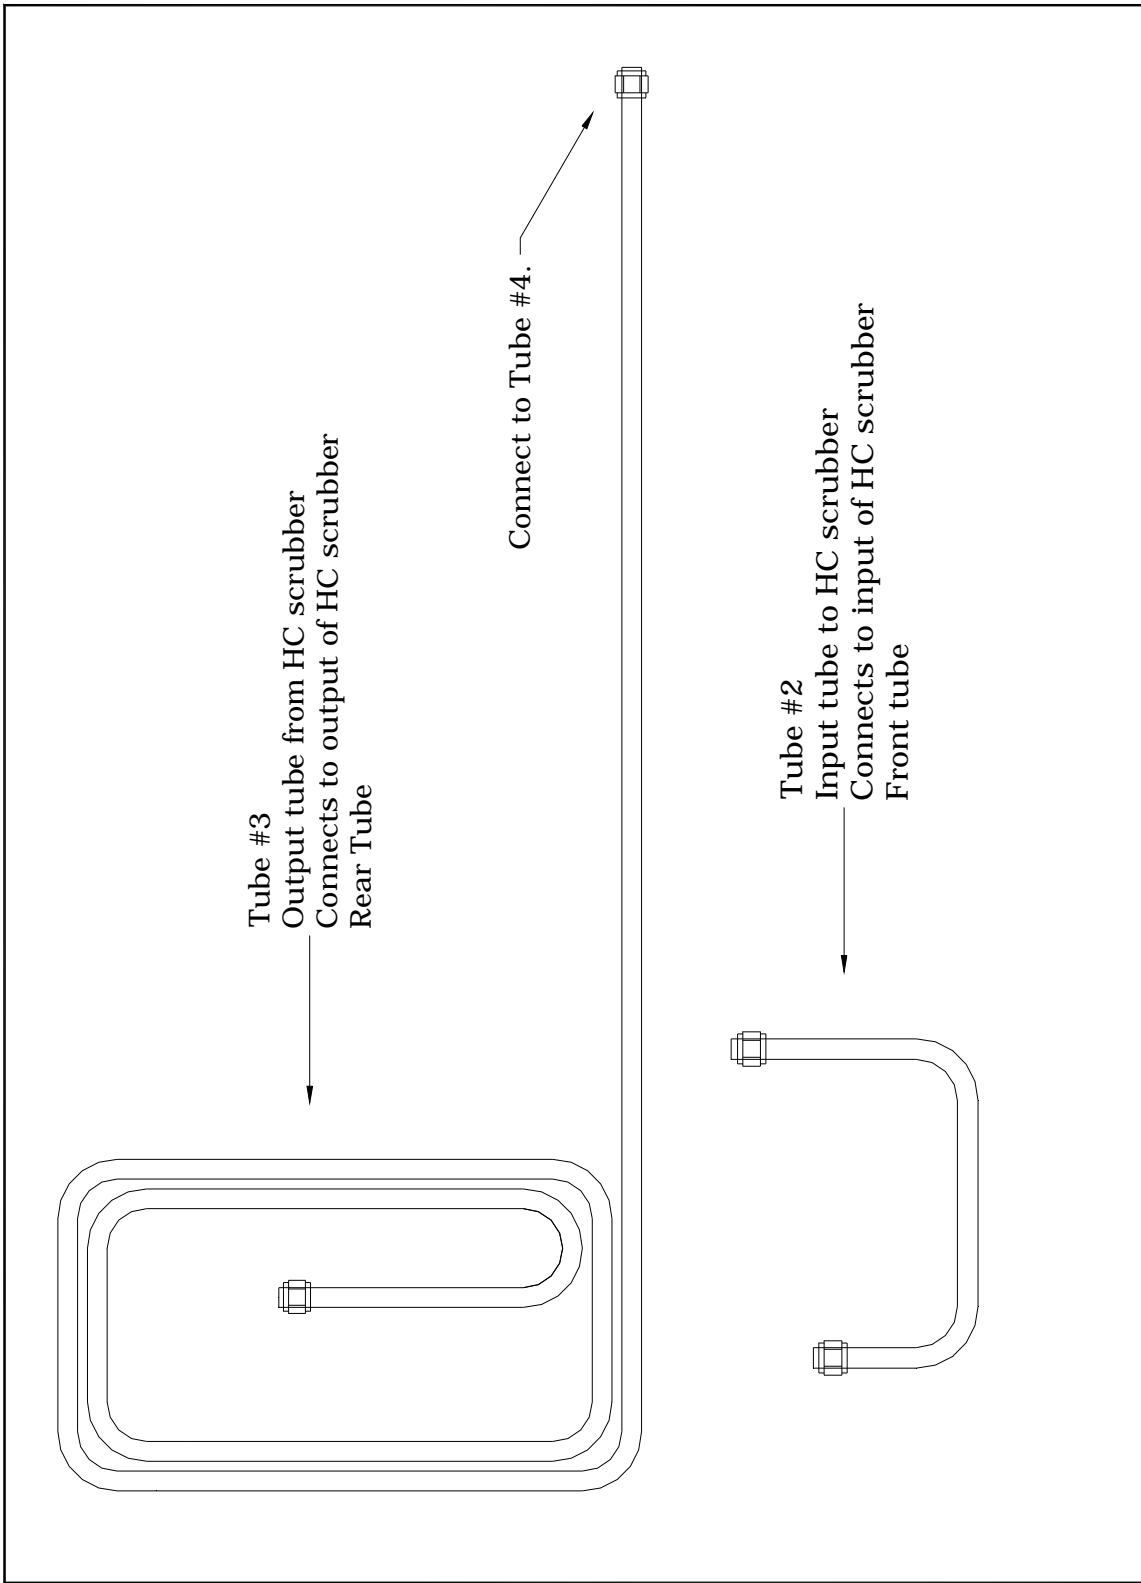 Tube #3
Output tube from HC scrubber
Connects to output of HC scrubber
Rear Tube
Connect to Tube #4.
Tube #2
Input tube to HC scrubber
Connects to input of HC scrubber
Front tube